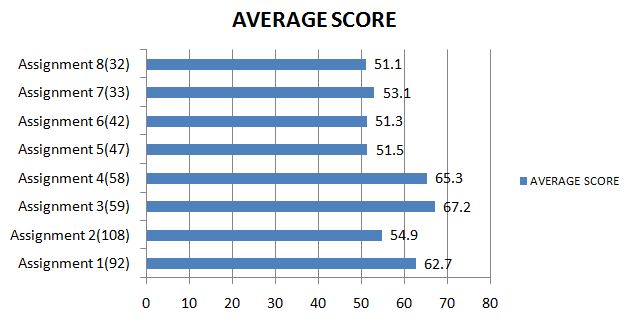 AVERAGE SCORE
Assignment 8(32) 51.1
Assignment 7(33) 53.1
Assignment 6(42) 51.3
Assignment 5(47) 51.5
Assignment 4(58) 65.3
AVERAGE SCORE
Assignment 3(59) 67.2
Assignment 2(108) 54.9
Assignment 1(92) 62.7
0 10 20 30 40 50 60 70 80